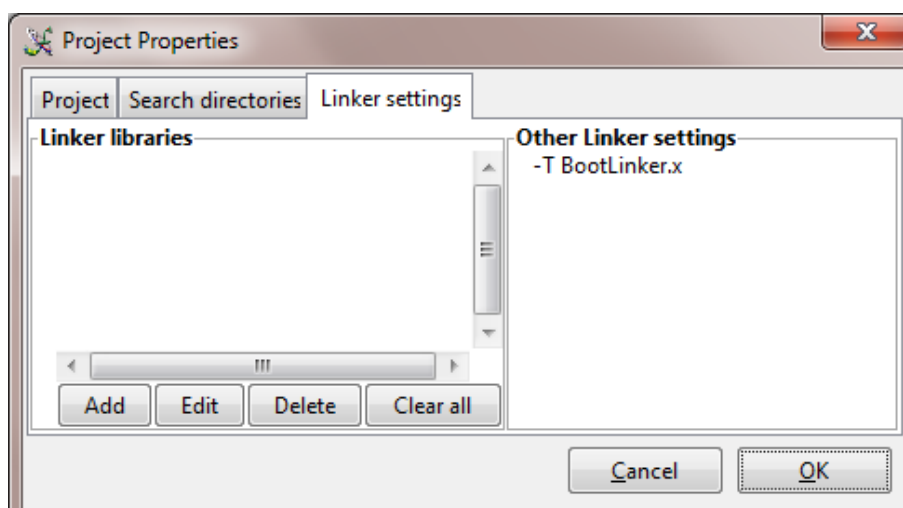 Project Properties
Project Search directories Linker settings
Linker libraries
Other Linker settings
-T BootLinker.x
Add Edit Delete Clear all
Cancel OK